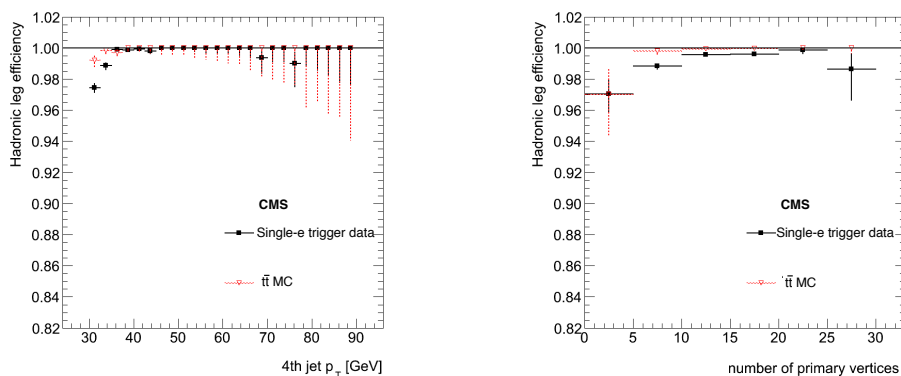 Hadronic leg efficiency
1.02
1.00
0.98
0.96
0.94
0.92
0.90
0.88
0.86
0.84
0.82
CMS
Single-e trigger data
tt̄ MC
30 40 50 60 70 80 90
4th jet p_T [GeV]
Hadronic leg efficiency
1.02
1.00
0.98
0.96
0.94
0.92
0.90
0.88
0.86
0.84
0.82
CMS
Single-e trigger data
tt̄ MC
0 5 10 15 20 25 30
number of primary vertices